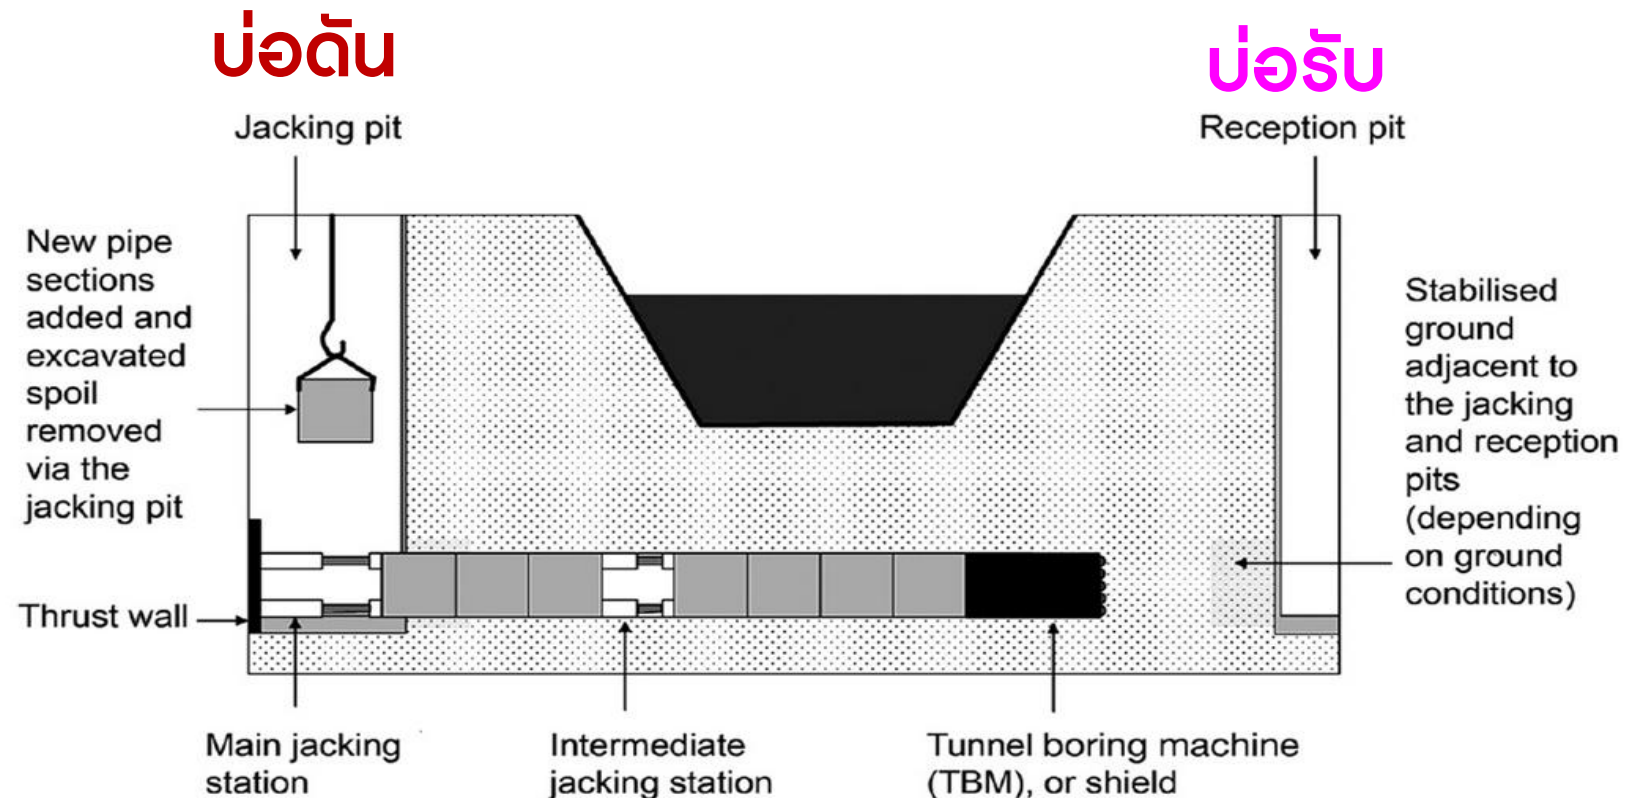 บ่อดัน
บ่อรับ
Jacking pit
Reception pit
New pipe
sections
added and
excavated
spoil
removed
via the
jacking pit
Stabilised
ground
adjacent to
the jacking
and reception
pits
(depending
on ground
conditions)
Thrust wall
Main jacking
station
Intermediate
jacking station
Tunnel boring machine
(TBM), or shield